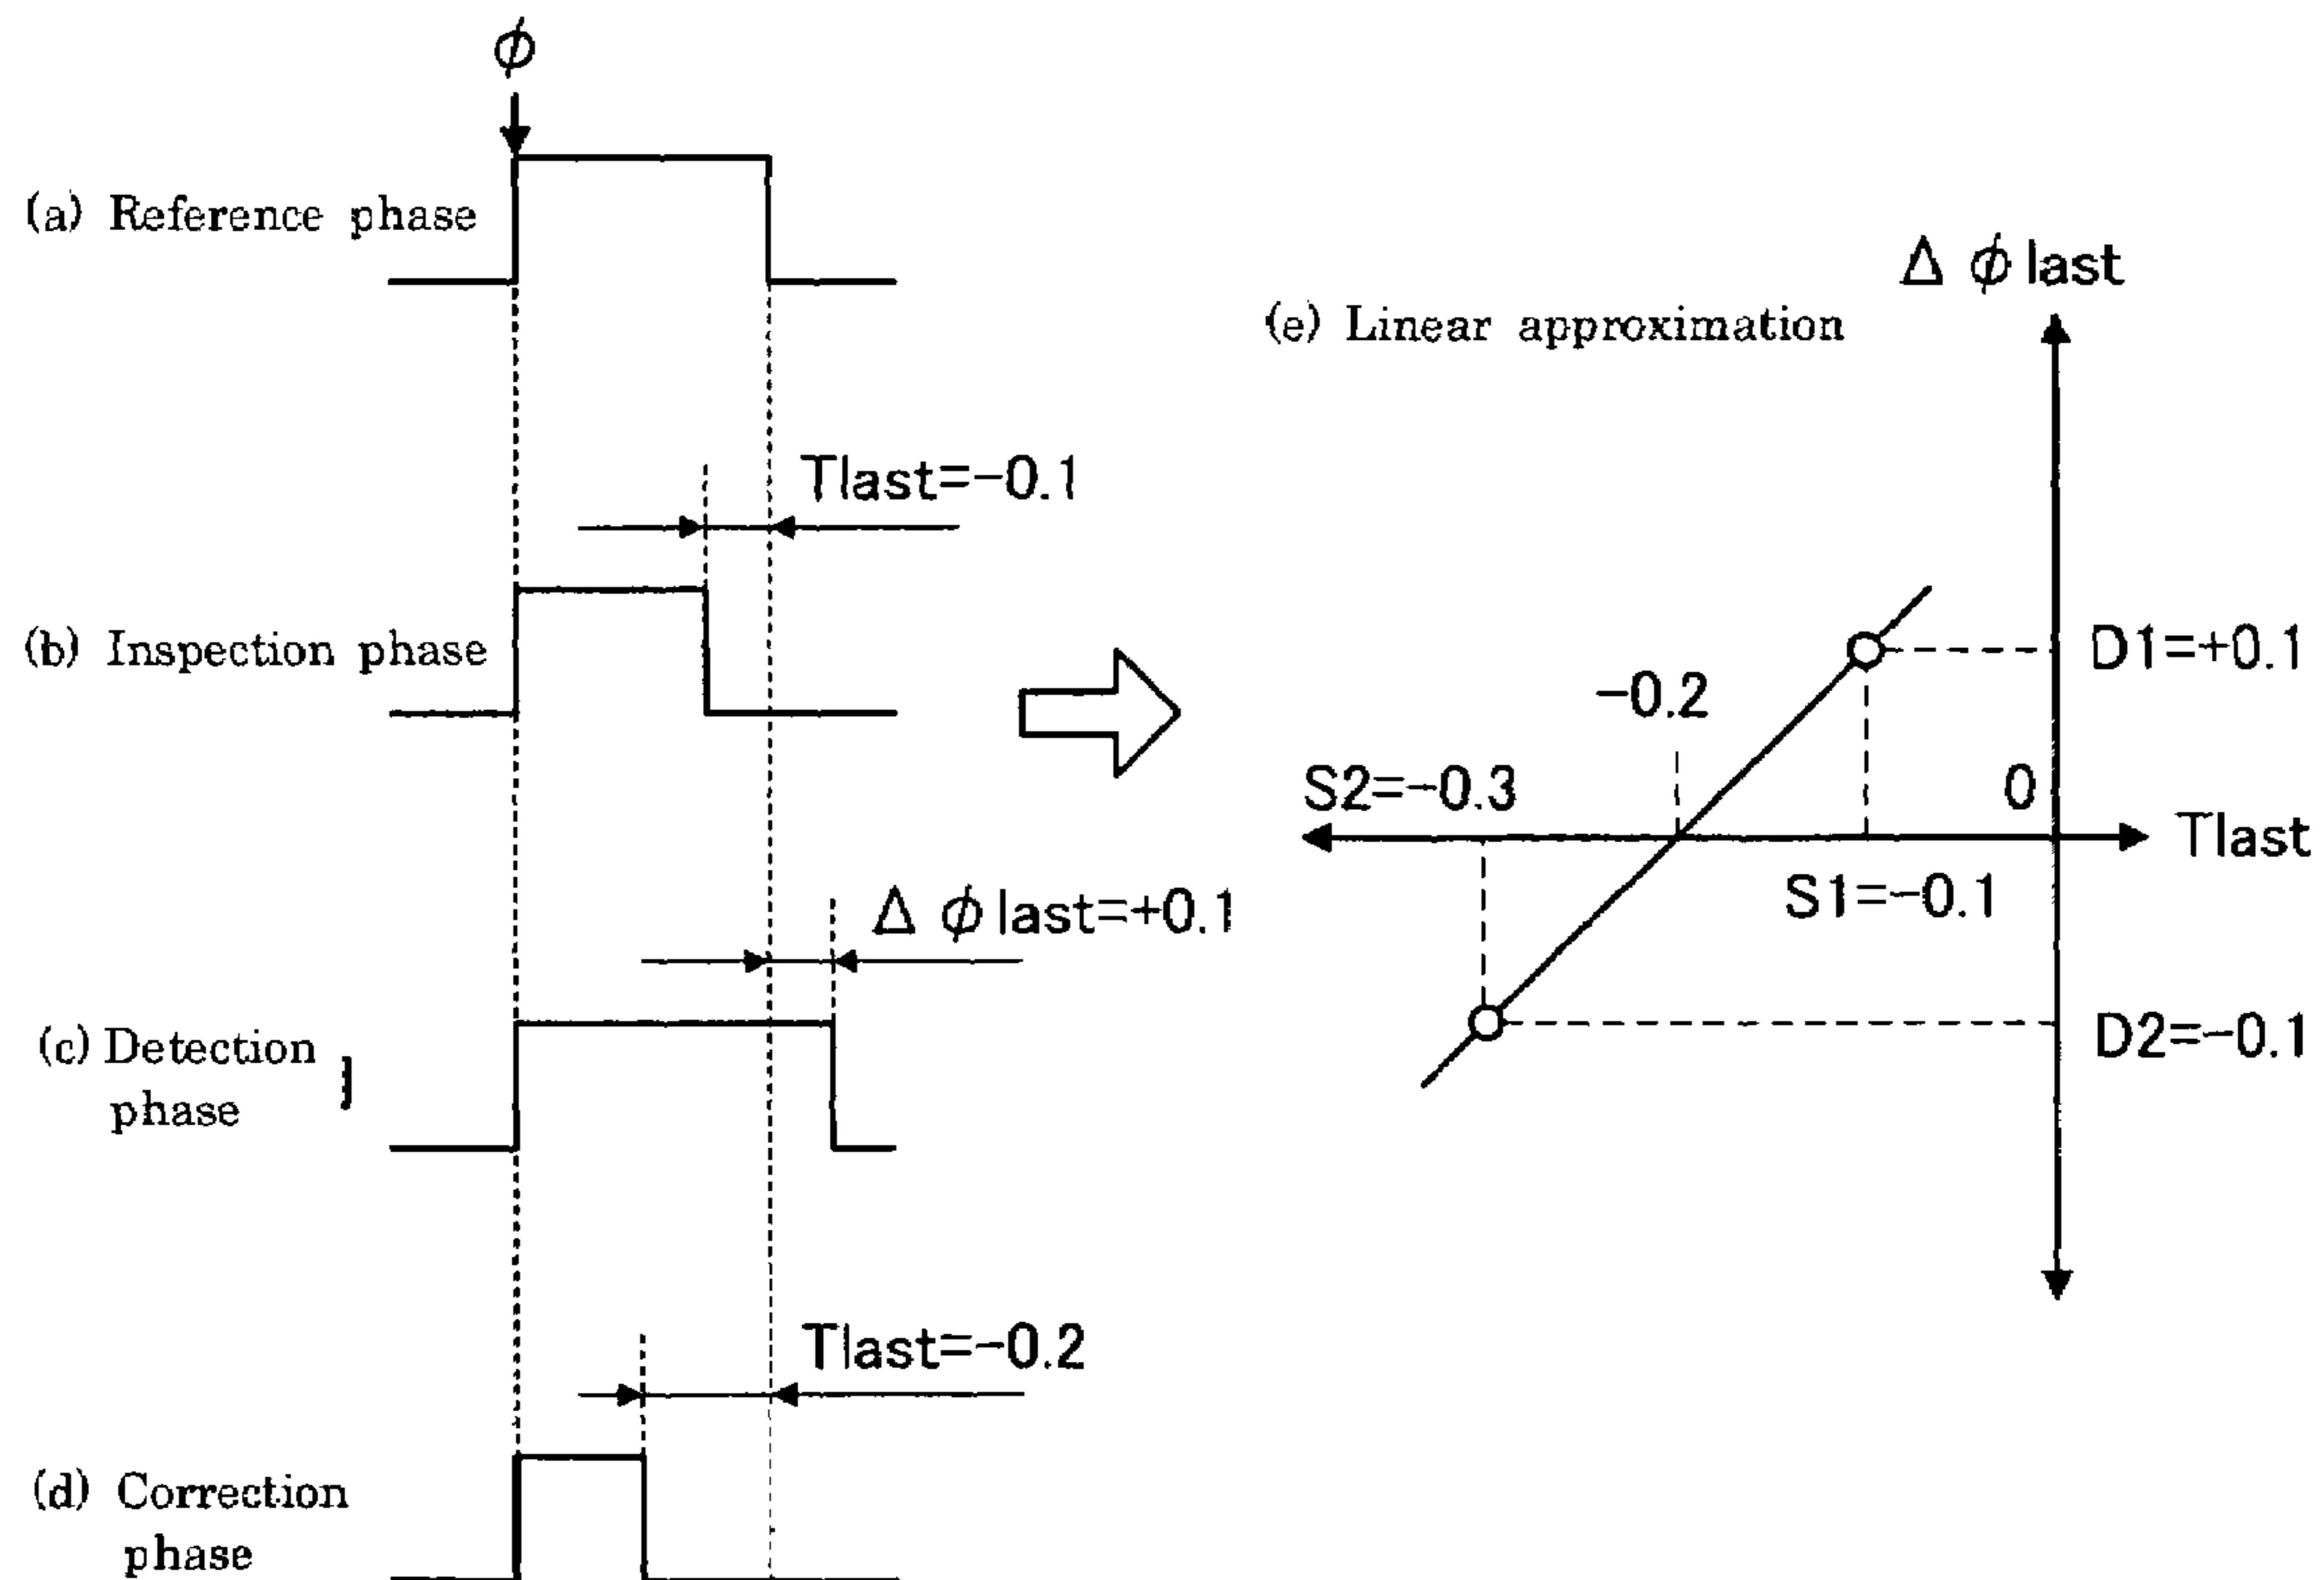 ϕ
(a) Reference phase
Δ ϕ last
(e) Linear approximation
Tlast=-0.1
(b) Inspection phase
D1=+0.1
-0.2
S2=-0.3
0
Tlast
S1=-0.1
Δ ϕ last=+0.1
(c) Detection
phase
D2=-0.1
Tlast=-0.2
(d) Correction
phase